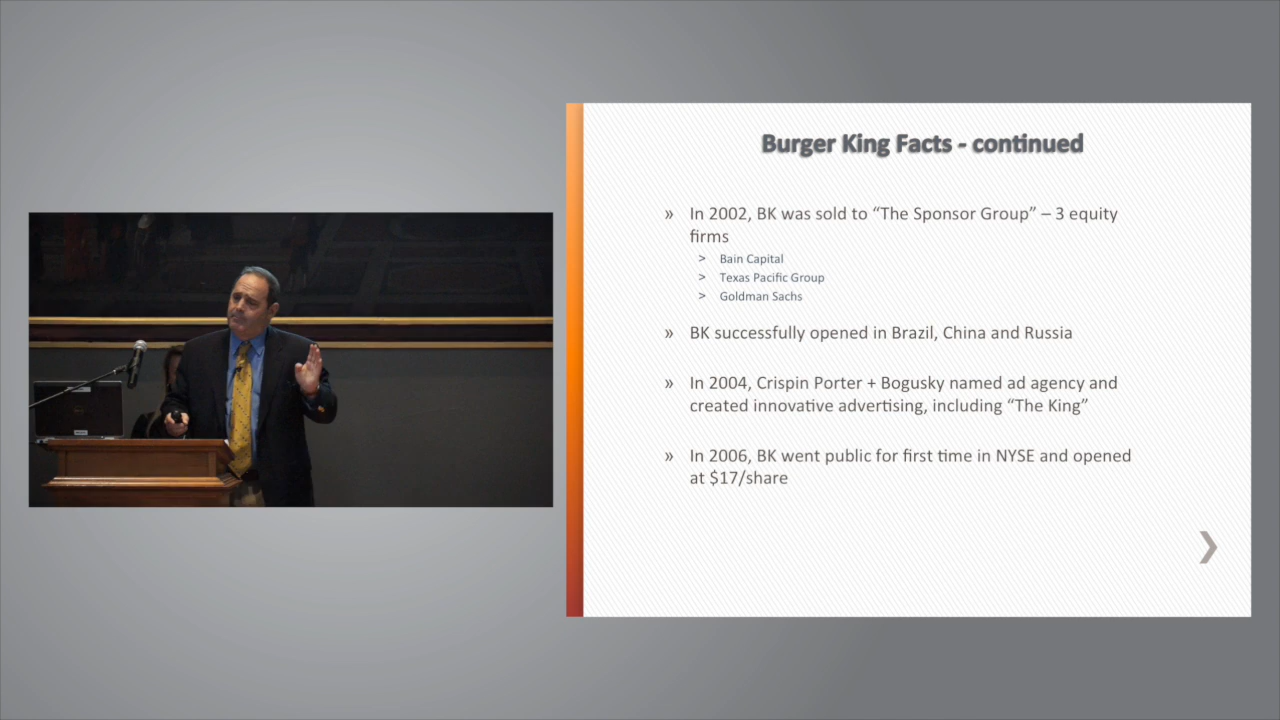 Burger King Facts - continued
» In 2002, BK was sold to “The Sponsor Group” – 3 equity
firms
> Bain Capital
> Texas Pacific Group
> Goldman Sachs
» BK successfully opened in Brazil, China and Russia
» In 2004, Crispin Porter + Bogusky named ad agency and
created innovative advertising, including “The King”
» In 2006, BK went public for first time in NYSE and opened
at $17/share